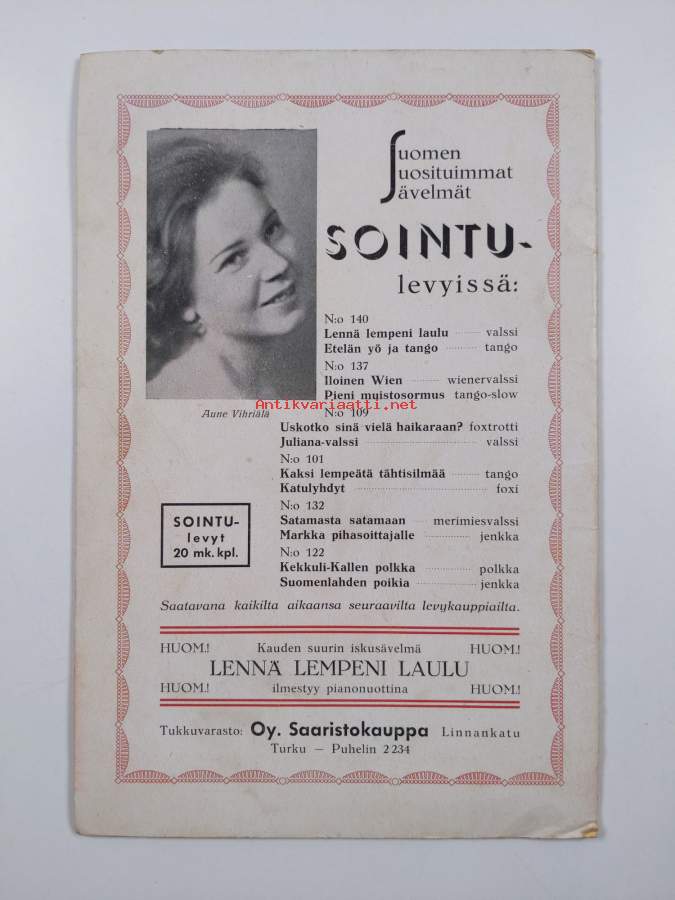 Suomen
Suosituimmat
Sävelmät
SOINTU-
levyissä:
N:o 140
Lennä lempeni laulu valssi
Etelän yö ja tango tango
N:o 137
Iloinen Wien wienervalssi
Pieni muistosormus tango-slow
Antikvariaatti.net
Aune Vihriälä
N:o 109
Uskotko sinä vielä haikaraan? foxtrotti
Juliana-valssi valssi
N:o 101
Kaksi lempeätä tähtisilmää tango
Katulyhdyt foxi
N:o 132
Satamasta satamaan merimiesvalssi
Markka pihasoittajalle jenkka
N:o 122
Kekkuli-Kallen polkka polkka
Suomenlahden poikia jenkka
SOINTU-
levyt
20 mk. kpl.
Saatavana kaikilta aikaansa seuraavilta levykauppiailta.
HUOM.! Kauden suurin iskusävelmä HUOM.!
LENNÄ LEMPENI LAULU
HUOM.! ilmestyy pianonuottina HUOM.!
Tukkuvarasto: Oy. Saaristokauppa Linnankatu
Turku — Puhelin 2234